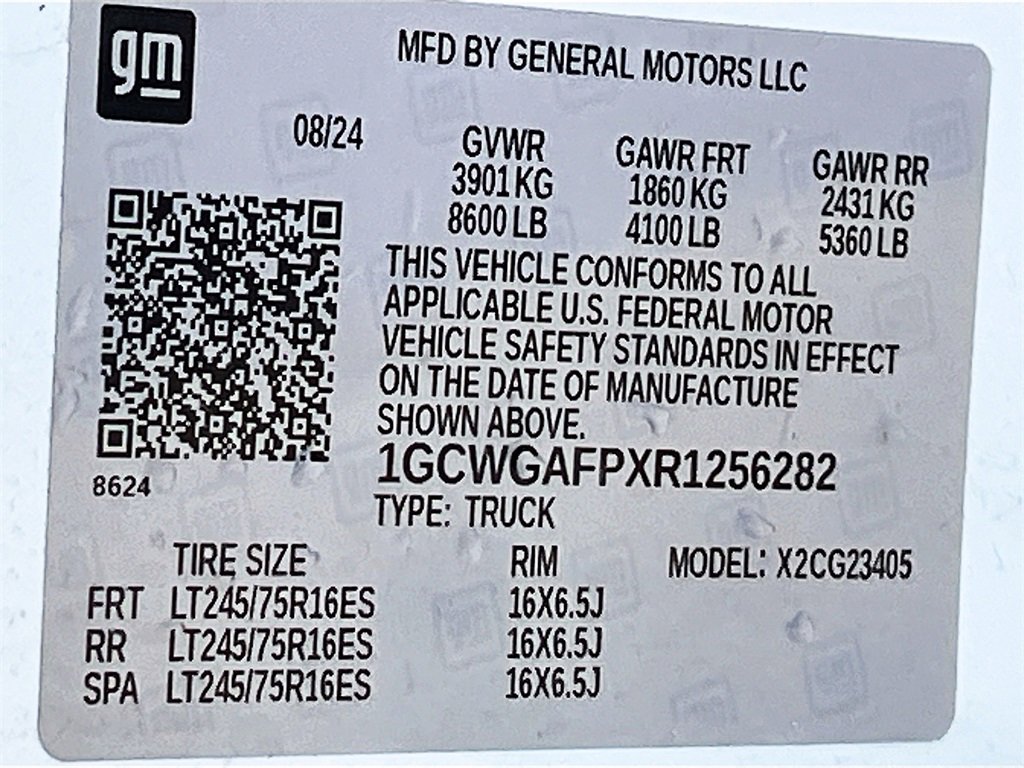 gm
MFD BY GENERAL MOTORS LLC
08/24
GVWR
3901 KG
8600 LB
GAWR FRT
1860 KG
4100 LB
GAWR RR
2431 KG
5360 LB
THIS VEHICLE CONFORMS TO ALL
APPLICABLE U.S. FEDERAL MOTOR
VEHICLE SAFETY STANDARDS IN EFFECT
ON THE DATE OF MANUFACTURE
SHOWN ABOVE.
8624
1GCWGAFPXR1256282
TYPE: TRUCK
TIRE SIZE RIM MODEL: X2CG23405
FRT LT245/75R16ES 16X6.5J
RR LT245/75R16ES 16X6.5J
SPA LT245/75R16ES 16X6.5J